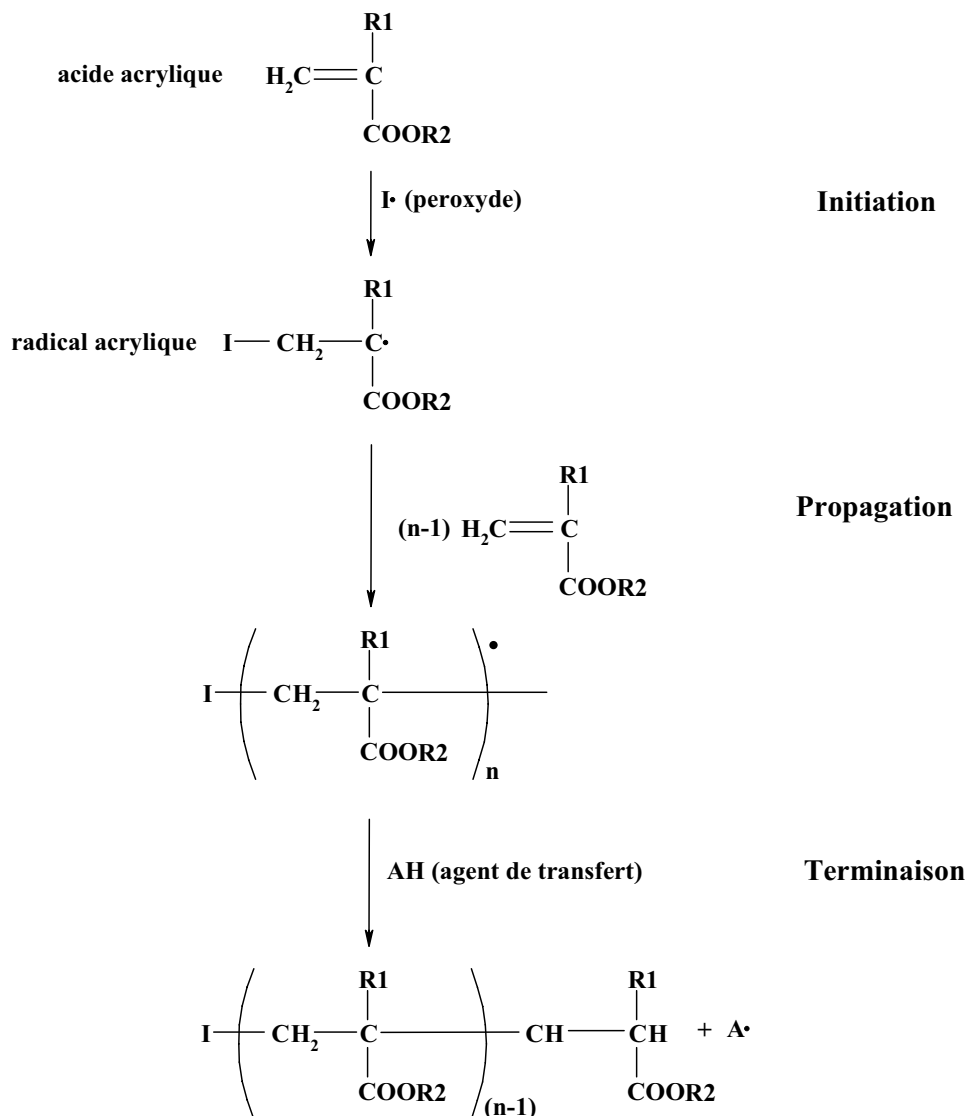 R1
acide acrylique H₂C C
COOR2
I• (peroxyde) Initiation
R1
radical acrylique I CH₂ C•
COOR2
R1
(n-1) H₂C C Propagation
COOR2
R1 •
I CH₂ C
COOR2
n
AH (agent de transfert) Terminaison
R1 R1
I CH₂ C CH CH + A•
COOR2 COOR2
(n-1)